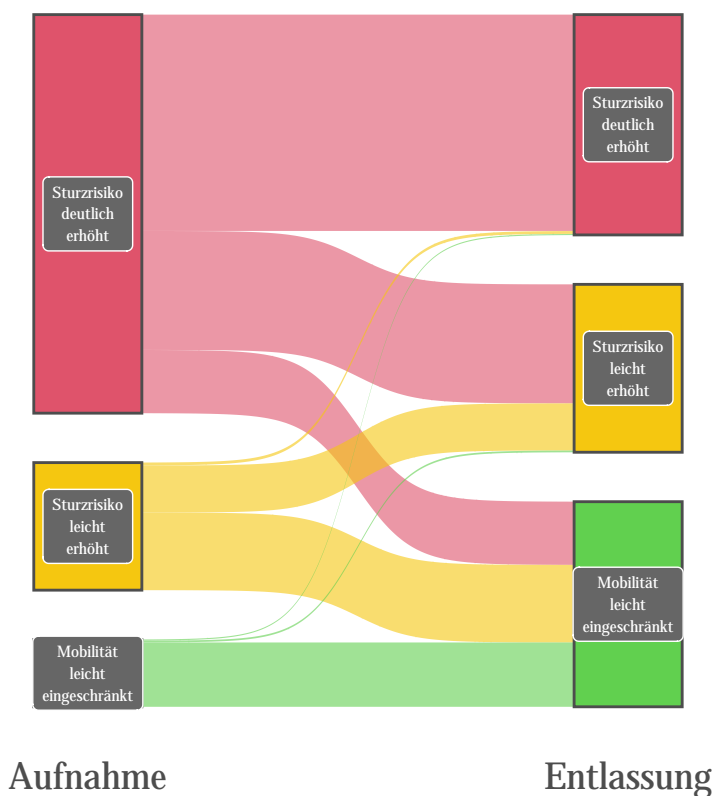 Sturzrisiko
deutlich
erhöht
Sturzrisiko
leicht
erhöht
Mobilität
leicht
eingeschränkt
Sturzrisiko
deutlich
erhöht
Sturzrisiko
leicht
erhöht
Mobilität
leicht
eingeschränkt
Aufnahme
Entlassung